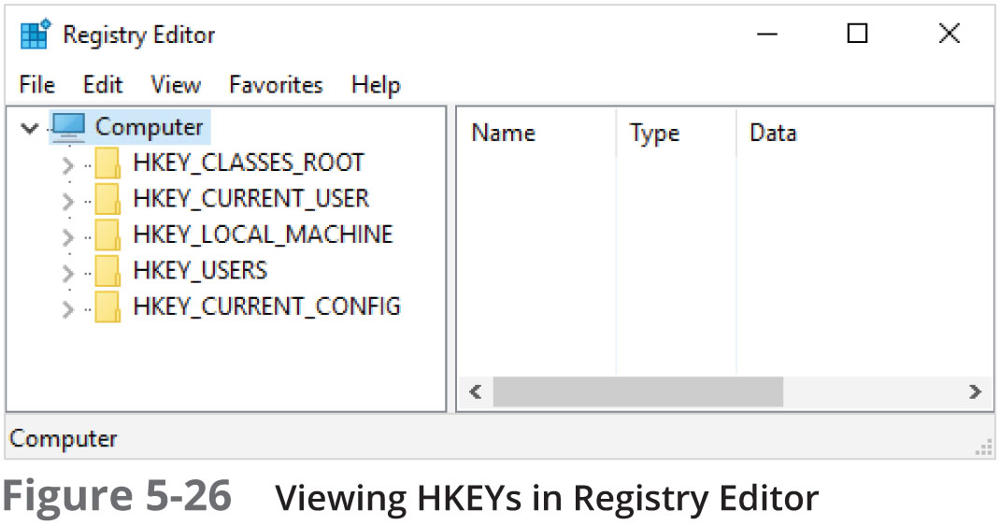 Registry Editor
File Edit View Favorites Help
Computer
HKEY_CLASSES_ROOT
HKEY_CURRENT_USER
HKEY_LOCAL_MACHINE
HKEY_USERS
HKEY_CURRENT_CONFIG
Name Type Data
Computer
Figure 5-26 Viewing HKEYs in Registry Editor